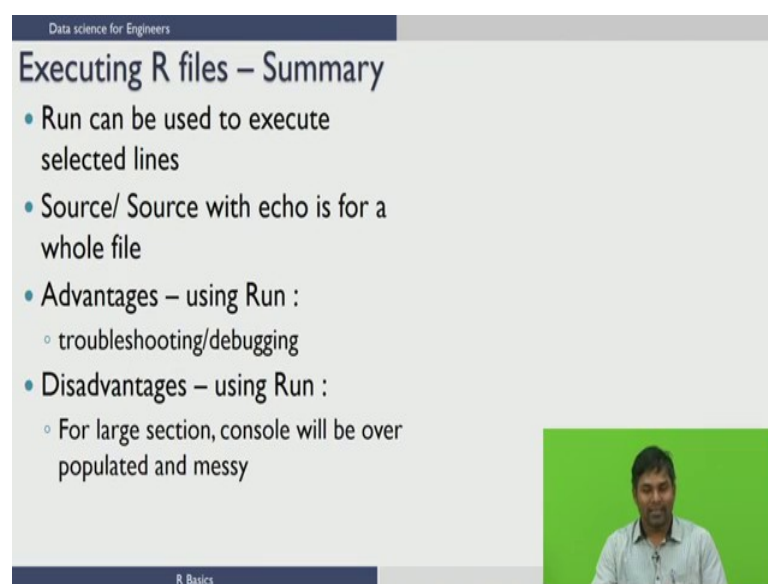 Data science for Engineers
Executing R files – Summary
• Run can be used to execute
selected lines
• Source/ Source with echo is for a
whole file
• Advantages – using Run :
◦ troubleshooting/debugging
• Disadvantages – using Run :
◦ For large section, console will be over
populated and messy
R Basics